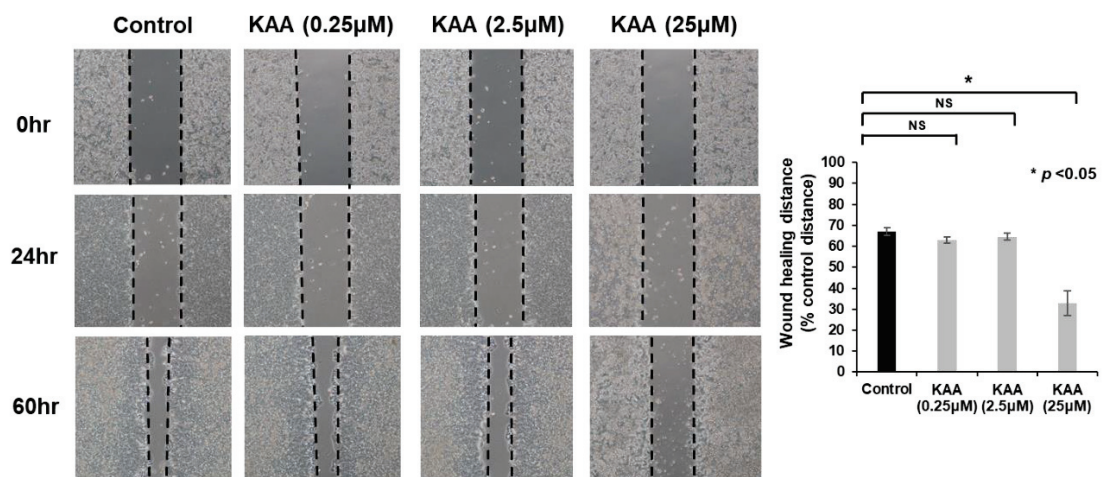 Control
KAA (0.25µM)
KAA (2.5µM)
KAA (25µM)
0hr
24hr
60hr
*
NS
NS
* p <0.05
Wound healing distance
(% control distance)
100
90
80
70
60
50
40
30
20
10
0
Control
KAA
(0.25µM)
KAA
(2.5µM)
KAA
(25µM)